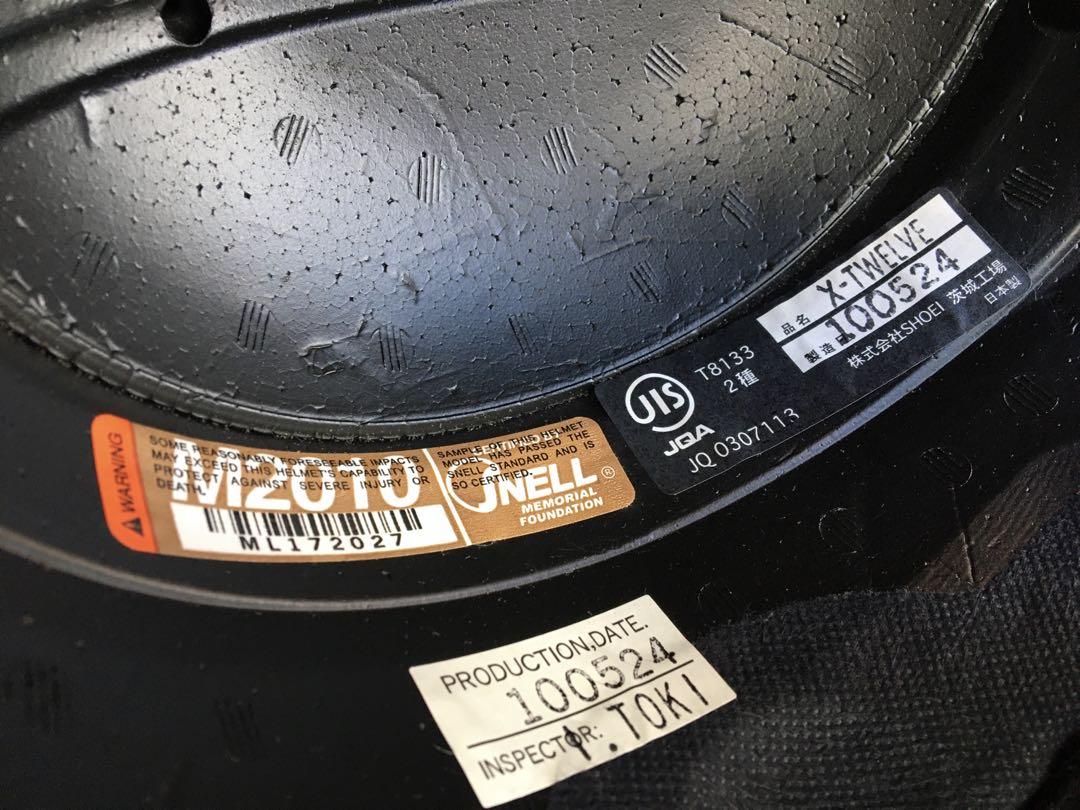 品名 X-TWELVE
製造 100524
株式会社SHOEI 茨城工場
日本製
JIS
T8133
2種
JQA
JQ 0307113
WARNING
SOME REASONABLY FORESEEABLE IMPACTS
MAY EXCEED THIS HELMET'S CAPABILITY TO
PROTECT AGAINST SEVERE INJURY OR
DEATH.
M2010
ML172027
SAMPLE OF THIS HELMET
MODEL HAS PASSED THE
SNELL STANDARD AND IS
SO CERTIFIED.
SNELL®
MEMORIAL
FOUNDATION
PRODUCTION,DATE.
100524
INSPECTOR: I.TOKI